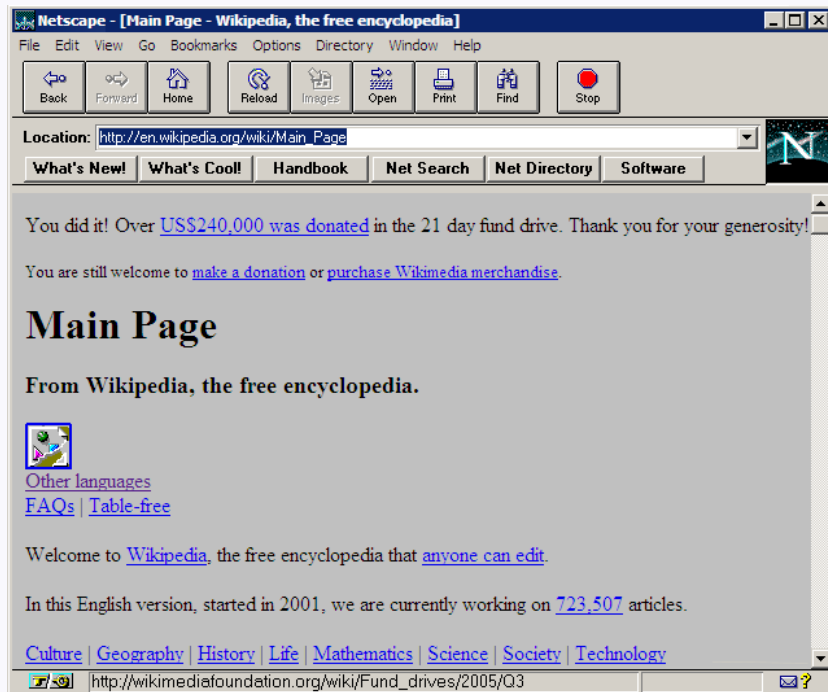 Netscape - [Main Page - Wikipedia, the free encyclopedia]
File Edit View Go Bookmarks Options Directory Window Help
Back Forward Home Reload Images Open Print Find Stop
Location: http://en.wikipedia.org/wiki/Main_Page
N
What's New! What's Cool! Handbook Net Search Net Directory Software
You did it! Over US$240,000 was donated in the 21 day fund drive. Thank you for your generosity!
You are still welcome to make a donation or purchase Wikimedia merchandise.
Main Page
From Wikipedia, the free encyclopedia.
Other languages
FAQs | Table-free
Welcome to Wikipedia, the free encyclopedia that anyone can edit.
In this English version, started in 2001, we are currently working on 723,507 articles.
Culture | Geography | History | Life | Mathematics | Science | Society | Technology
http://wikimediafoundation.org/wiki/Fund_drives/2005/Q3
?